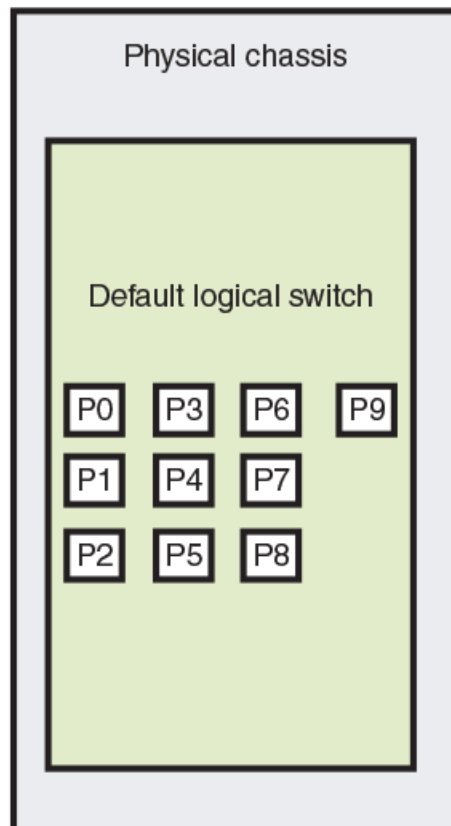 Physical chassis
Default logical switch
P0 P3 P6 P9
P1 P4 P7
P2 P5 P8